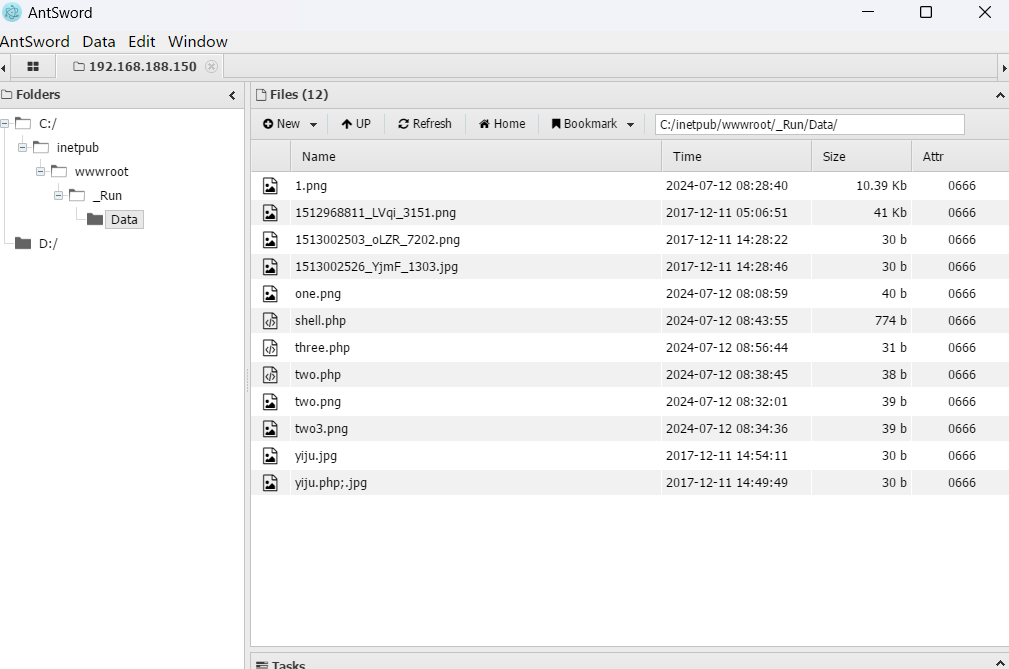 AntSword
AntSword Data Edit Window
192.168.188.150
Folders
C:/
inetpub
wwwroot
_Run
Data
D:/
Files (12)
New UP Refresh Home Bookmark C:/inetpub/wwwroot/_Run/Data/
Name Time Size Attr
1.png 2024-07-12 08:28:40 10.39 Kb 0666
1512968811_LVqi_3151.png 2017-12-11 05:06:51 41 Kb 0666
1513002503_oLZR_7202.png 2017-12-11 14:28:22 30 b 0666
1513002526_YjmF_1303.jpg 2017-12-11 14:28:46 30 b 0666
one.png 2024-07-12 08:08:59 40 b 0666
shell.php 2024-07-12 08:43:55 774 b 0666
three.php 2024-07-12 08:56:44 31 b 0666
two.php 2024-07-12 08:38:45 38 b 0666
two.png 2024-07-12 08:32:01 39 b 0666
two3.png 2024-07-12 08:34:36 39 b 0666
yiju.jpg 2017-12-11 14:54:11 30 b 0666
yiju.php;.jpg 2017-12-11 14:49:49 30 b 0666
Tasks